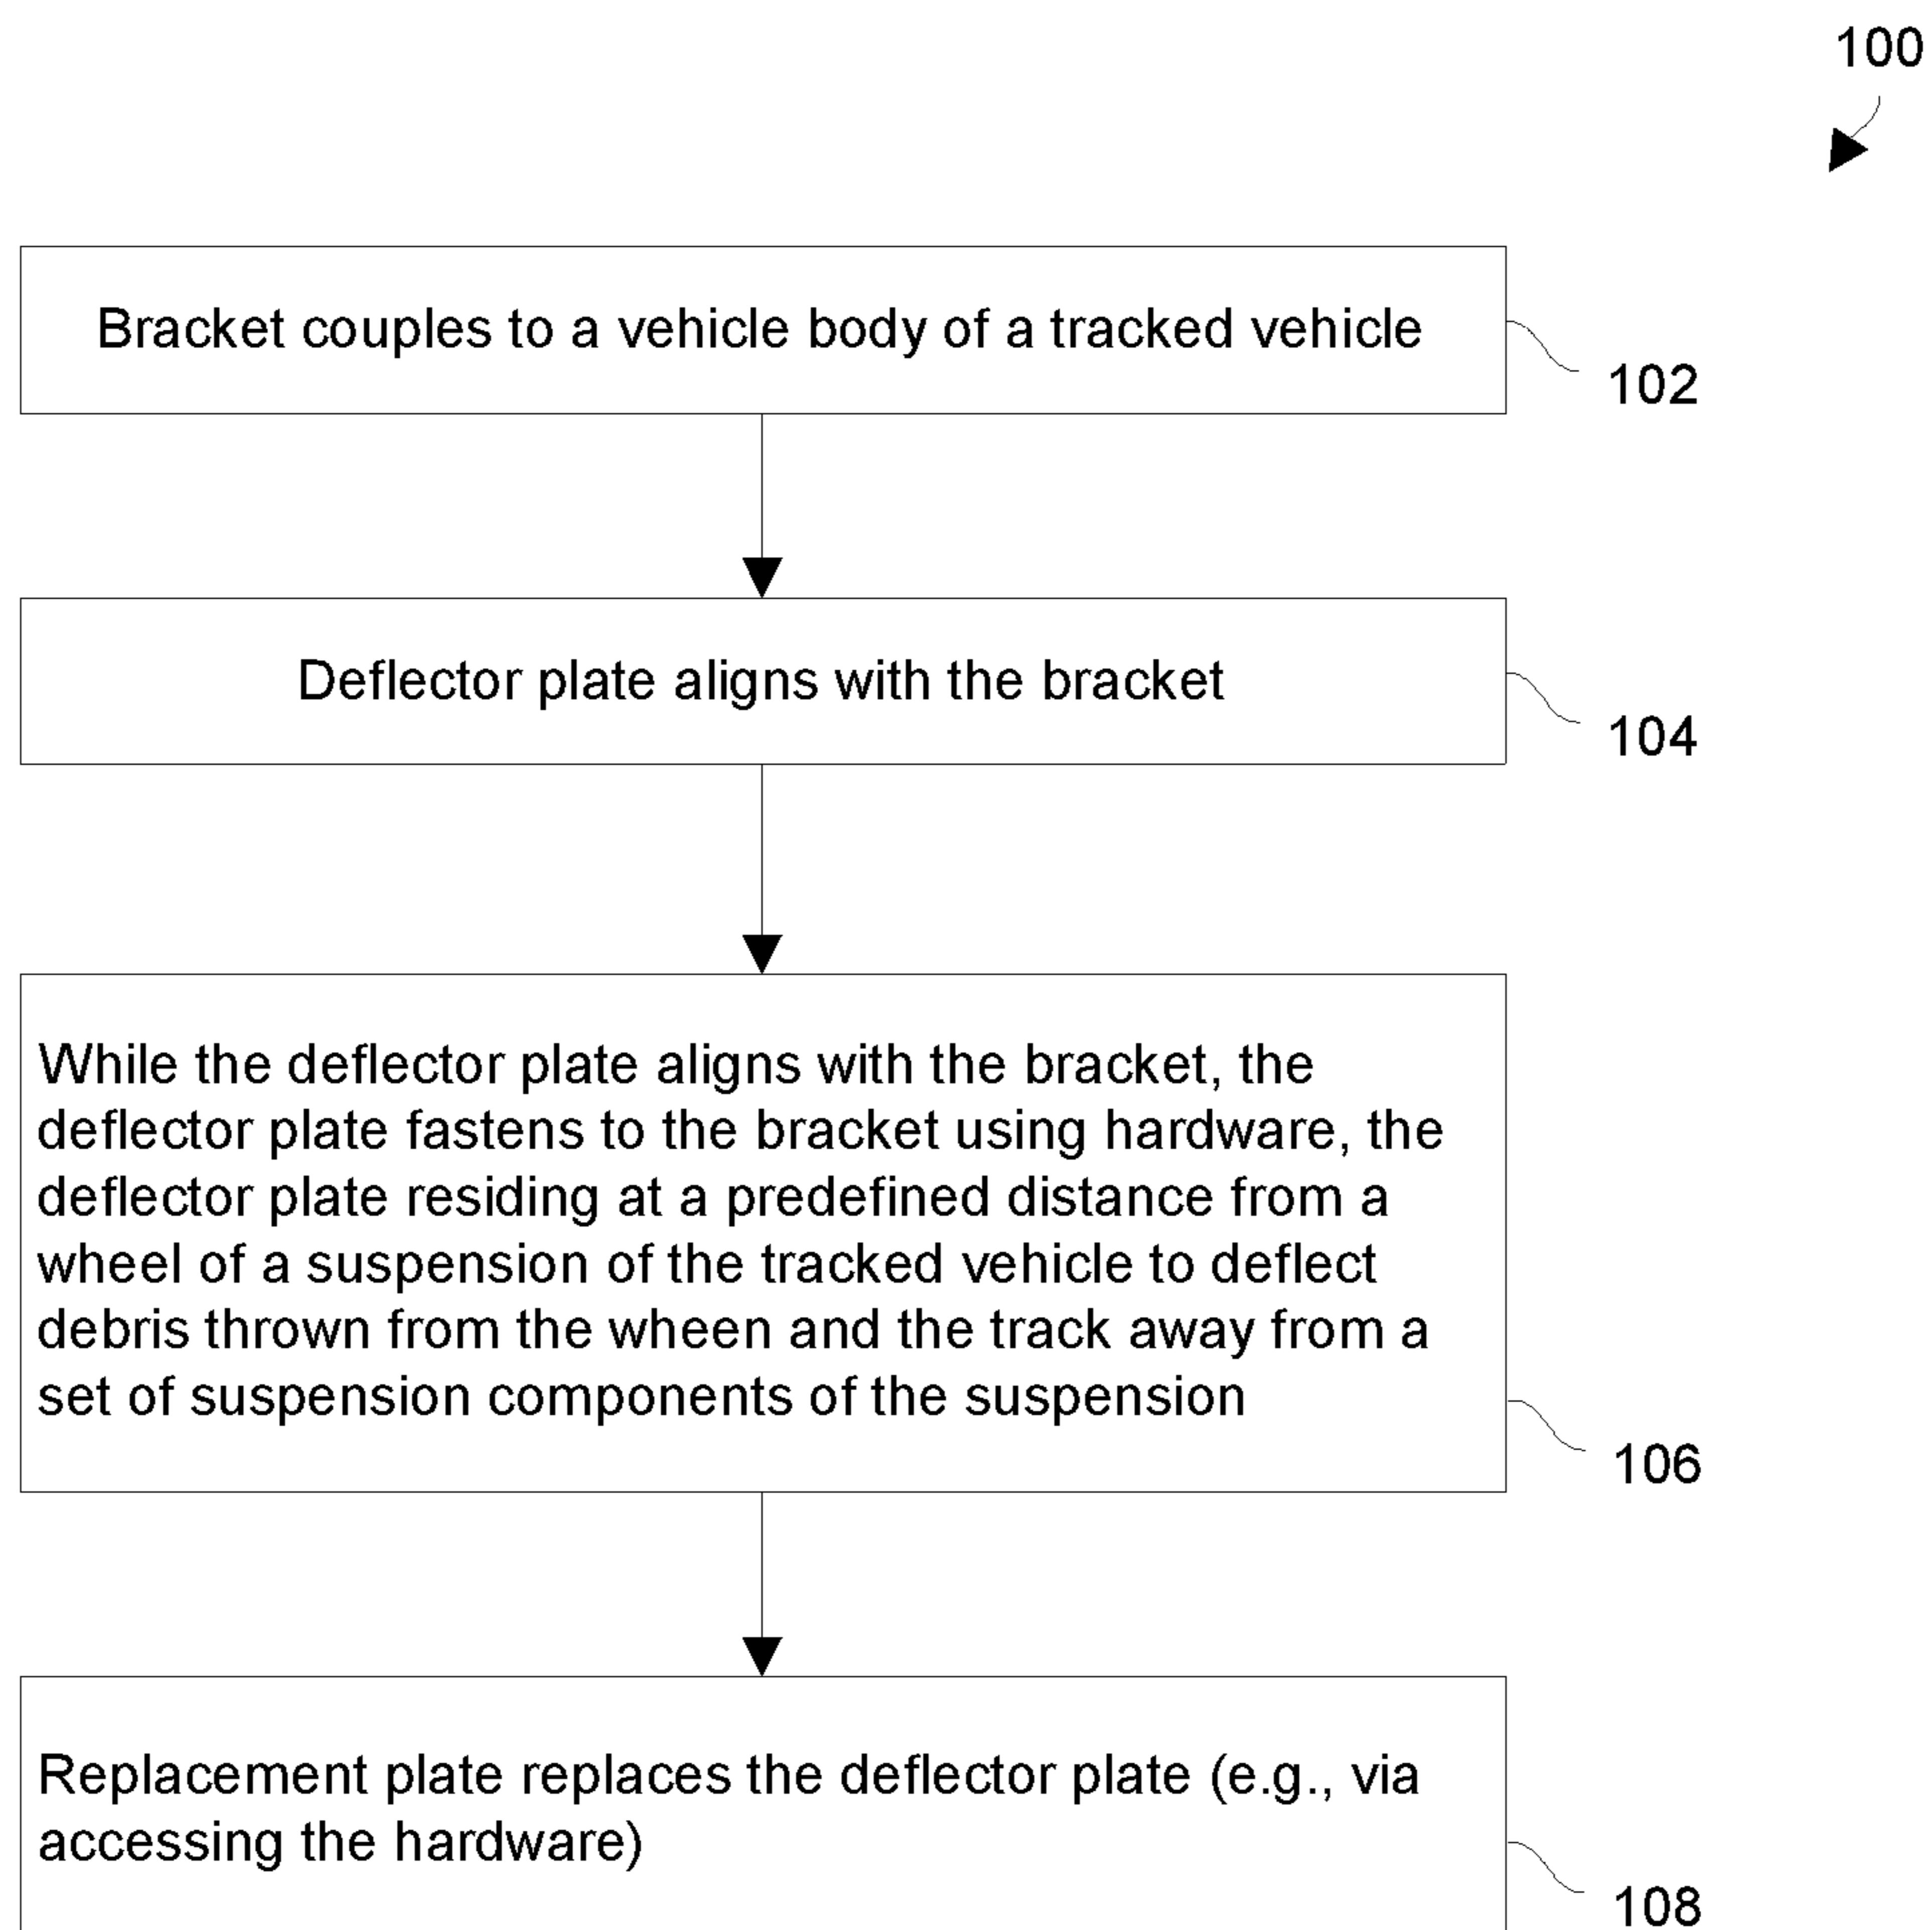 100
Bracket couples to a vehicle body of a tracked vehicle
102
Deflector plate aligns with the bracket
104
While the deflector plate aligns with the bracket, the
deflector plate fastens to the bracket using hardware, the
deflector plate residing at a predefined distance from a
wheel of a suspension of the tracked vehicle to deflect
debris thrown from the wheen and the track away from a
set of suspension components of the suspension
106
Replacement plate replaces the deflector plate (e.g., via
accessing the hardware)
108